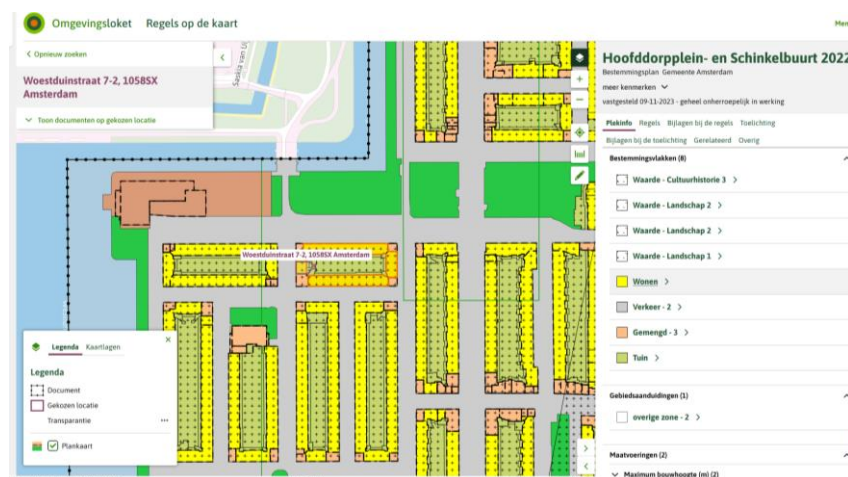 Omgevingsloket Regels op de kaart
Men
Opnieuw zoeken
Woestduinstraat 7-2, 1058SX
Amsterdam
Toon documenten op gekozen locatie
Woestduinstraat 7-2, 1058SX Amsterdam
Legenda Kaartlagen
Legenda
Document
Gekozen locatie
Transparantie
Plankaart
Hoofddorpplein- en Schinkelbuurt 2022
Bestemmingsplan Gemeente Amsterdam
meer kenmerken
vastgesteld 09-11-2023 - geheel onherroepelijk in werking
Plekinfo Regels Bijlagen bij de regels Toelichting
Bijlagen bij de toelichting Gerelateerd Overig
Bestemmingsvlakken (8)
Waarde - Cultuurhistorie 3
Waarde - Landschap 2
Waarde - Landschap 2
Waarde - Landschap 1
Wonen
Verkeer - 2
Gemengd - 3
Tuin
Gebiedsaanduidingen (1)
overige zone - 2
Maatvoeringen (2)
Maximum bouwhoogte (m) (2)